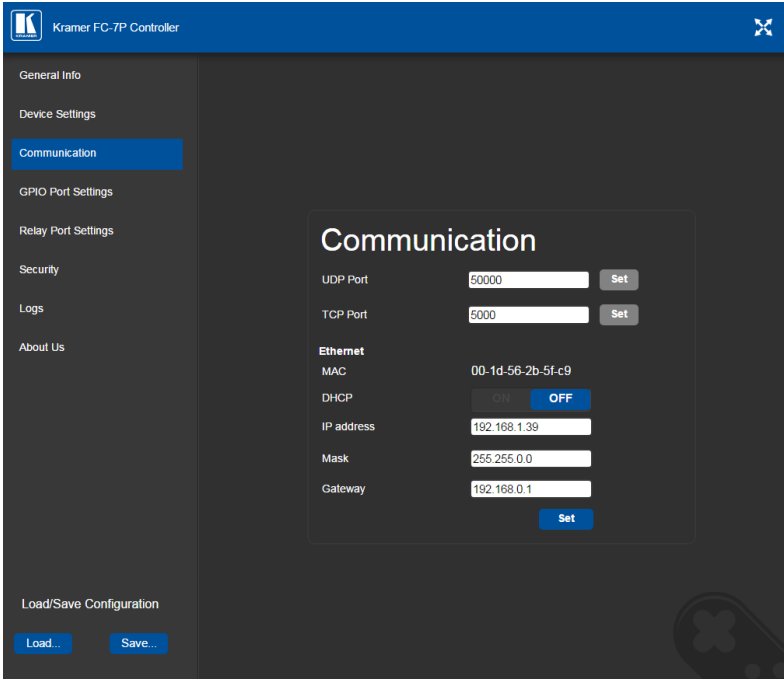 KRAMER
Kramer FC-7P Controller
General Info
Device Settings
Communication
GPIO Port Settings
Relay Port Settings
Security
Logs
About Us
Communication
UDP Port 50000 Set
TCP Port 5000 Set
Ethernet
MAC 00-1d-56-2b-5f-c9
DHCP ON OFF
IP address 192.168.1.39
Mask 255.255.0.0
Gateway 192.168.0.1
Set
Load/Save Configuration
Load... Save...